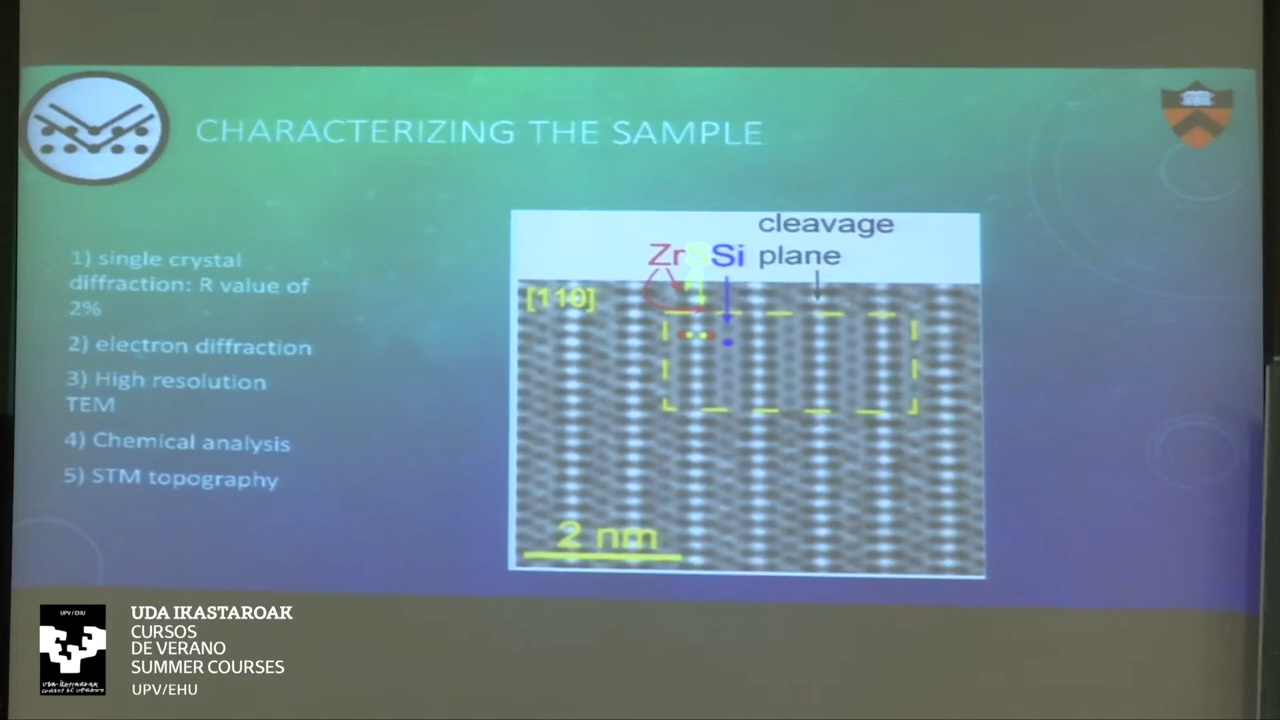 CHARACTERIZING THE SAMPLE
1) single crystal
diffraction: R value of
2%
2) electron diffraction
3) High resolution
TEM
4) Chemical analysis
5) STM topography
cleavage
Zr S Si plane
[110]
2 nm
UPV / EHU
UDA IKASTAROAK
CURSOS
DE VERANO
SUMMER COURSES
UPV/EHU